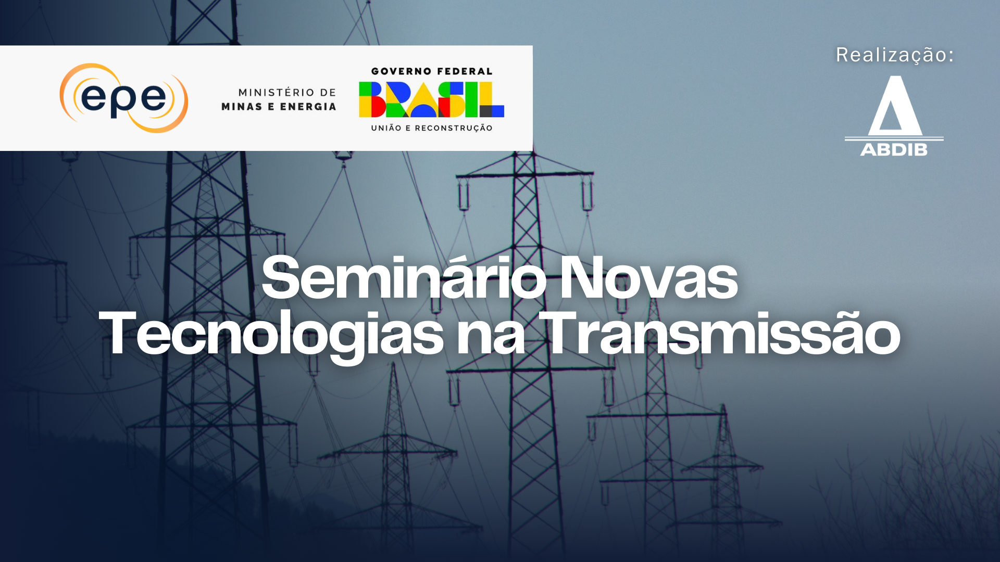 epe
MINISTÉRIO DE
MINAS E ENERGIA
GOVERNO FEDERAL
BRASIL
UNIÃO E RECONSTRUÇÃO
Realização:
ABDIB
Seminário Novas
Tecnologias na Transmissão